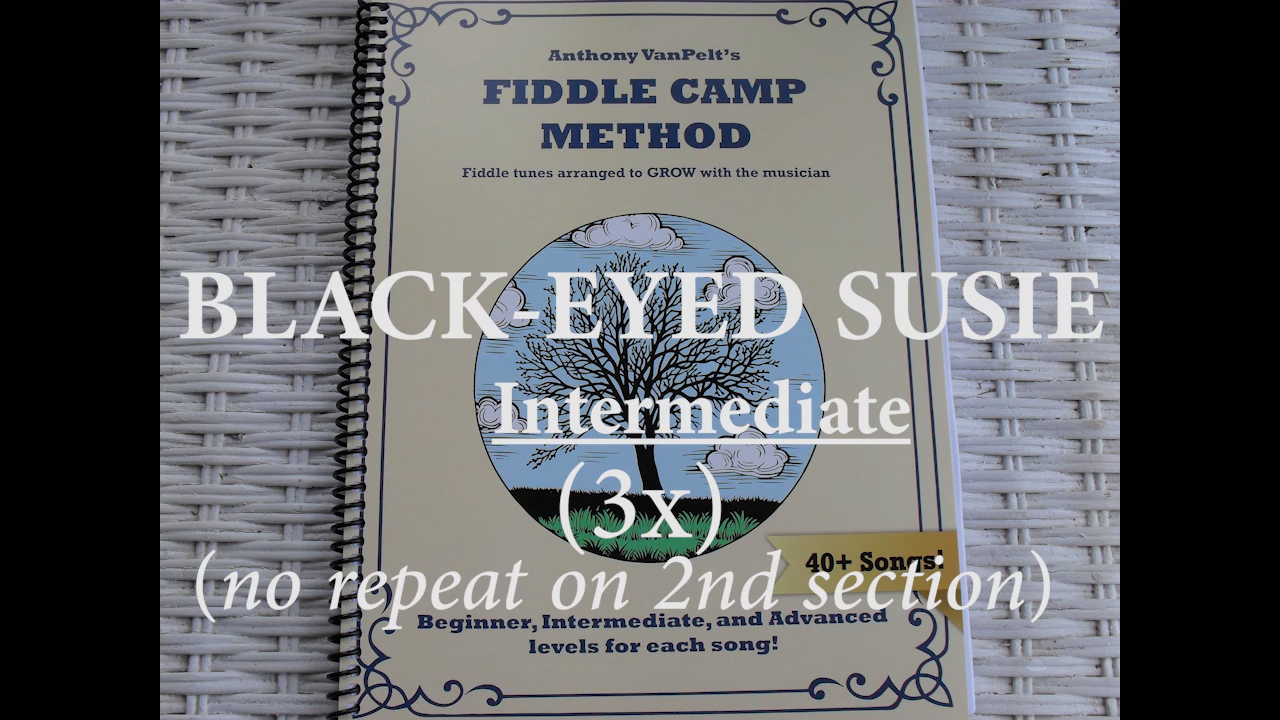 Anthony VanPelt's
FIDDLE CAMP
METHOD
Fiddle tunes arranged to GROW with the musician
BLACK-EYED SUSIE
Intermediate
(3x)
40+ Songs!
(no repeat on 2nd section)
Beginner, Intermediate, and Advanced
levels for each song!